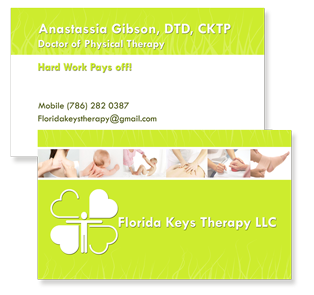 Anastassia Gibson, DTD, CKTP
Doctor of Physical Therapy
Hard Work Pays off!
Mobile (786) 282 0387
Floridakeystherapy@gmail.com
Florida Keys Therapy LLC